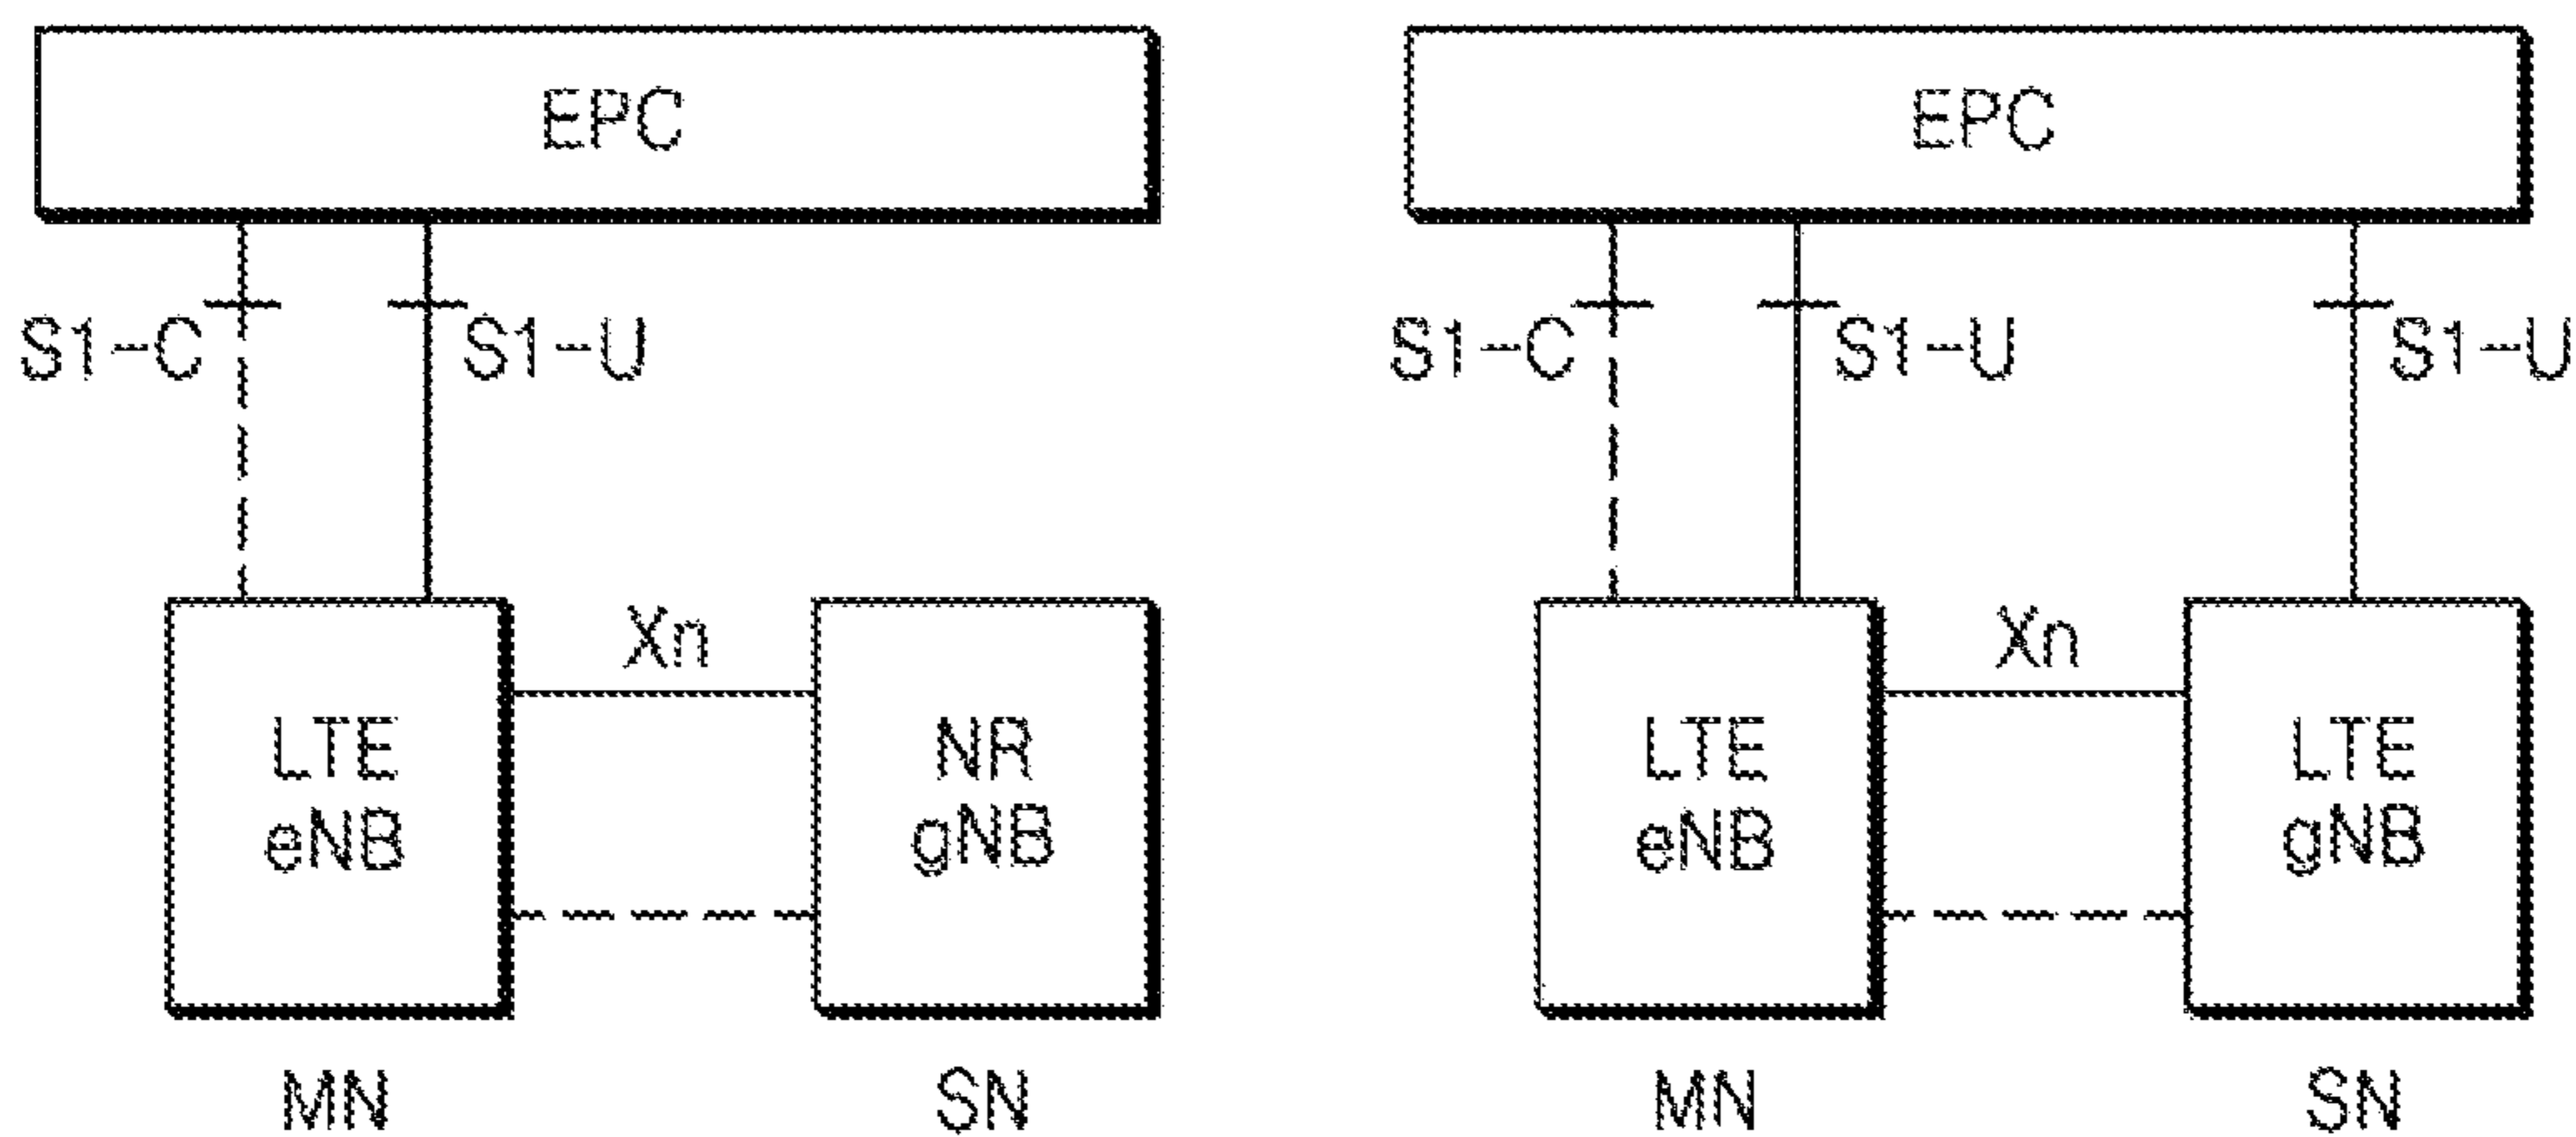 EPC
S1-C
S1-U
Xn
LTE
eNB
NR
gNB
MN
SN
EPC
S1-C
S1-U
S1-U
Xn
LTE
eNB
LTE
gNB
MN
SN